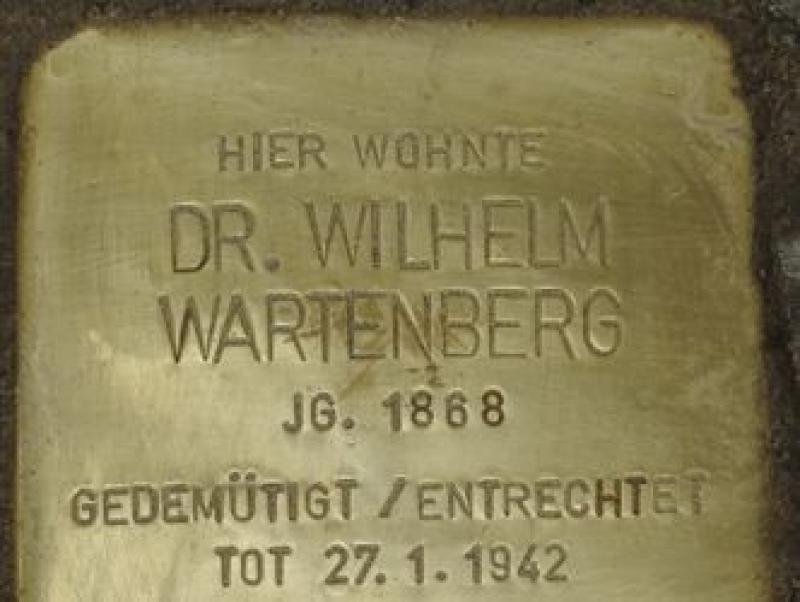 HIER WOHNTE
DR. WILHELM
WARTENBERG
JG. 1868
GEDEMÜTIGT / ENTRECHTET
TOT 27.1.1942